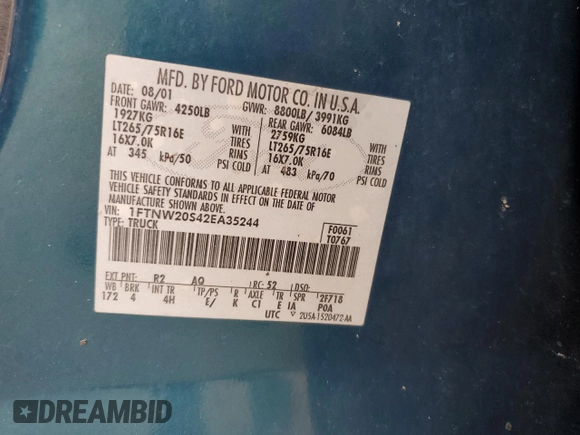 MFD. BY FORD MOTOR CO. IN U.S.A.
DATE: 08/01 GVWR: 8800LB/ 3991KG
FRONT GAWR: 4250LB REAR GAWR: 6084LB
1927KG WITH 2759KG WITH
LT265/75R16E TIRES LT265/75R16E TIRES
16X7.0K RIMS 16X7.0K RIMS
AT 345 kPa/50 PSI COLD AT 483 kPa/70 PSI COLD
THIS VEHICLE CONFORMS TO ALL APPLICABLE FEDERAL MOTOR
VEHICLE SAFETY STANDARDS IN EFFECT ON THE DATE OF
MANUFACTURE SHOWN ABOVE.
VIN: 1FTNW20S42EA35244 F0061
TYPE: TRUCK T0767
EXT PNT: R2 AQ RC: 52 DSO:
WB BRK INT TR TP/PS R AXLE TR SPR 2F718
172 4 4H E/ K C1 E IA P0A
UTC
DREAMBID